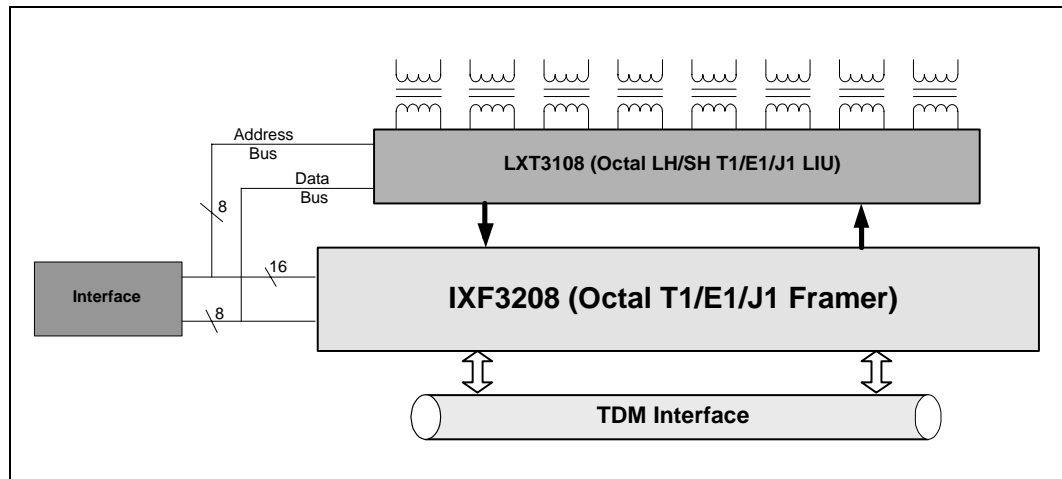 Address
Bus
LXT3108 (Octal LH/SH T1/E1/J1 LIU)
Data
Bus
8
16
Interface
IXF3208 (Octal T1/E1/J1 Framer)
8
TDM Interface